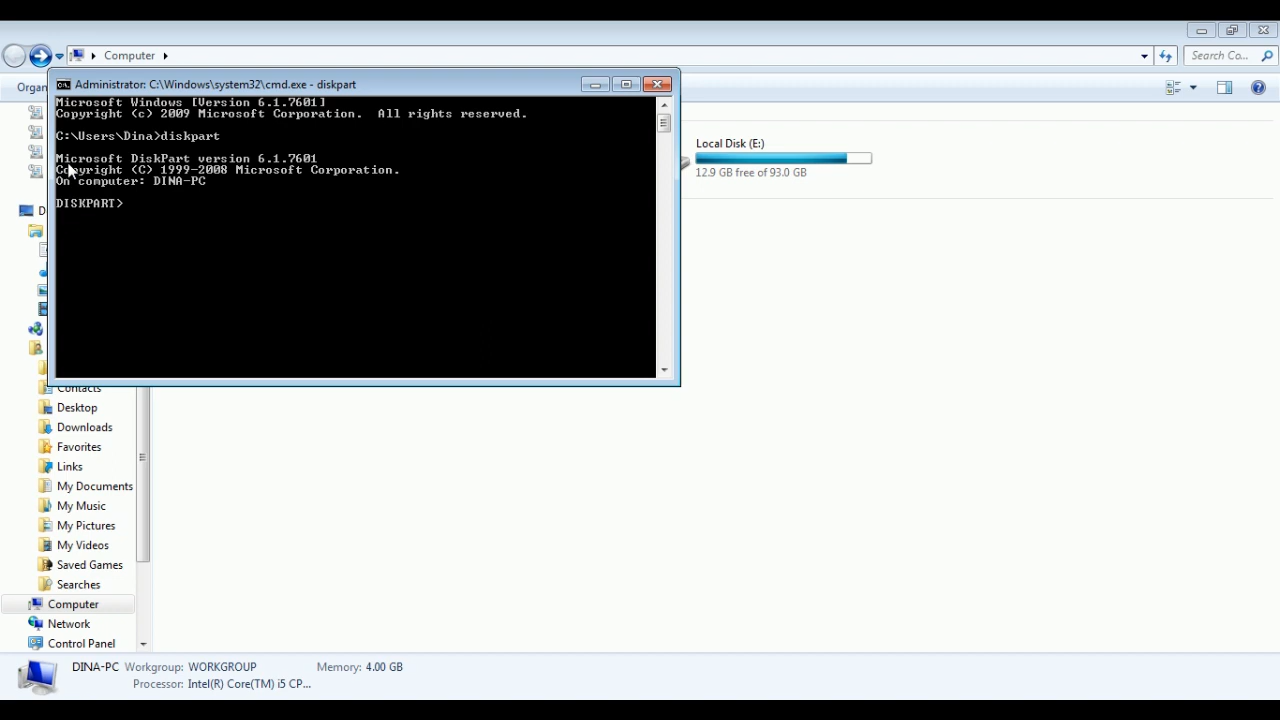 Computer
Search Co...
Organ
Administrator: C:\Windows\system32\cmd.exe - diskpart
Microsoft Windows [Version 6.1.7601]
Copyright (c) 2009 Microsoft Corporation.  All rights reserved.
C:\Users\Dina>diskpart
Microsoft DiskPart version 6.1.7601
Copyright (C) 1999-2008 Microsoft Corporation.
On computer: DINA-PC
DISKPART>
Local Disk (E:)
12.9 GB free of 93.0 GB
D
Contacts
Desktop
Downloads
Favorites
Links
My Documents
My Music
My Pictures
My Videos
Saved Games
Searches
Computer
Network
Control Panel
DINA-PC Workgroup: WORKGROUP Memory: 4.00 GB
Processor: Intel(R) Core(TM) i5 CP...